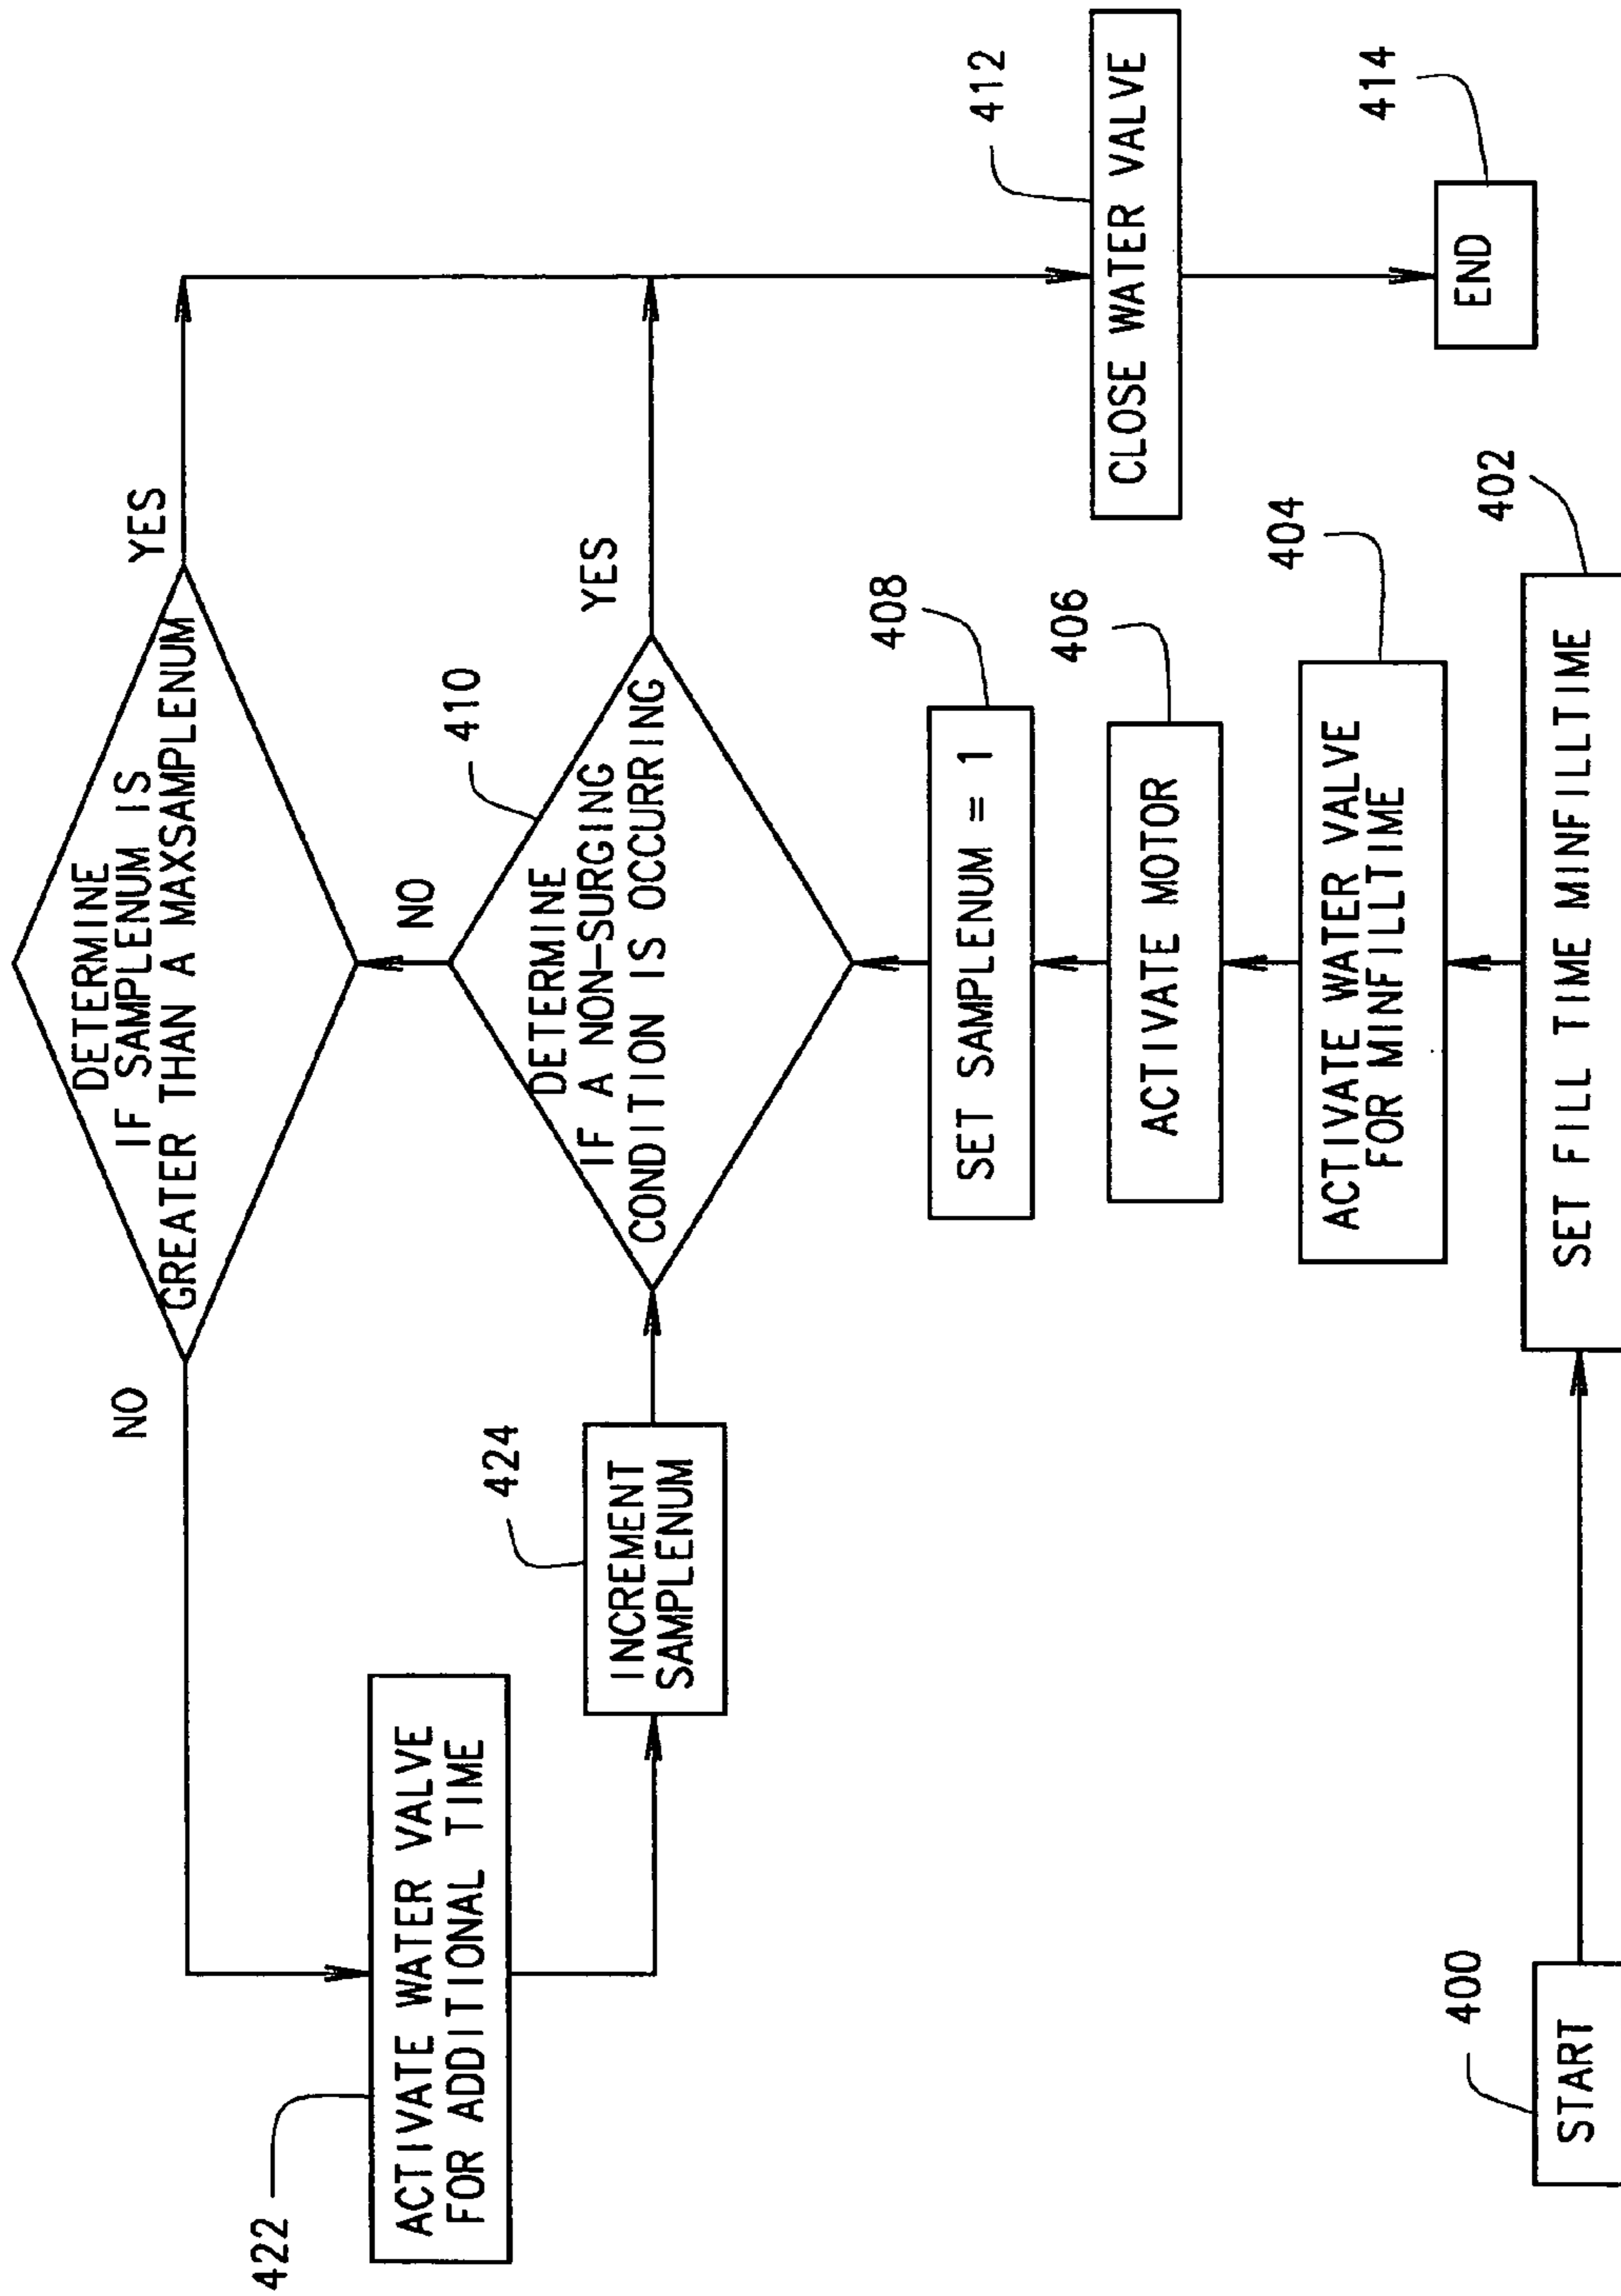 DETERMINE
IF SAMPLENUM IS
GREATER THAN A MAXSAMPLENUM
NO
YES
422
ACTIVATE WATER VALVE
FOR ADDITIONAL TIME
NO
410
424
INCREMENT
SAMPLENUM
DETERMINE
IF A NON-SURGING
CONDITION IS OCCURRING
YES
408
SET SAMPLENUM = 1
412
CLOSE WATER VALVE
406
ACTIVATE MOTOR
404
ACTIVATE WATER VALVE
FOR MINFILLTIME
414
END
400
START
402
SET FILL TIME MINFILLTIME